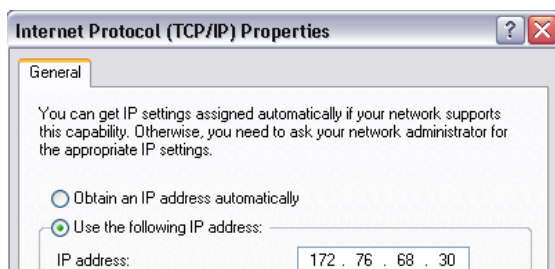 Internet Protocol (TCP/IP) Properties
General
You can get IP settings assigned automatically if your network supports
this capability. Otherwise, you need to ask your network administrator for
the appropriate IP settings.
Obtain an IP address automatically
Use the following IP address:
IP address: 172 . 76 . 68 . 30